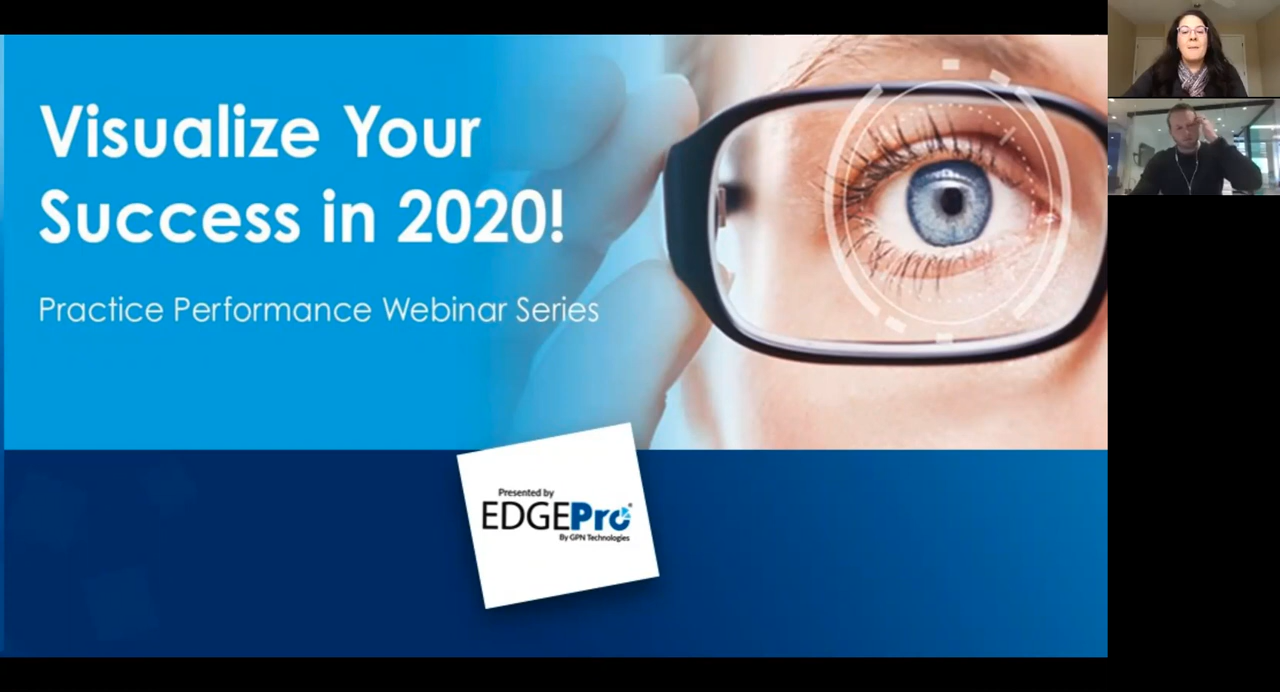 Visualize Your
Success in 2020!
Practice Performance Webinar Series
Presented by
EDGEPro®
By GPN Technologies